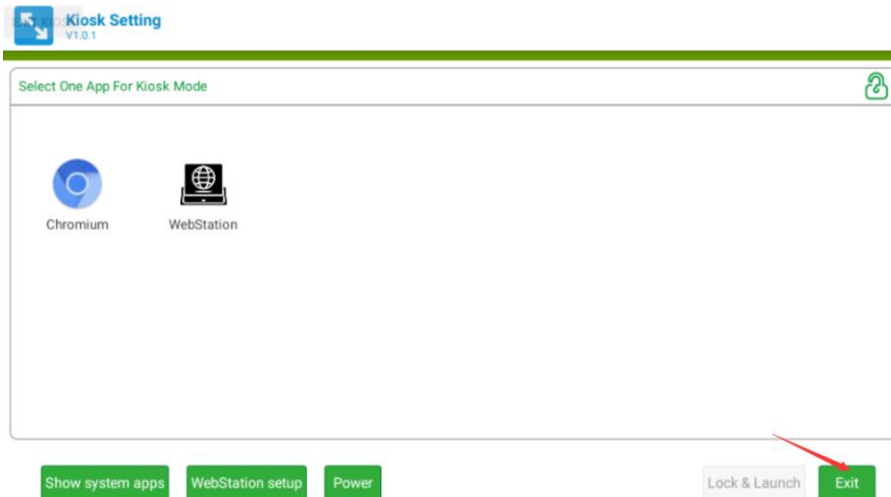 Kiosk Setting
V1.0.1
Select One App For Kiosk Mode
Chromium WebStation
Show system apps WebStation setup Power Lock & Launch Exit